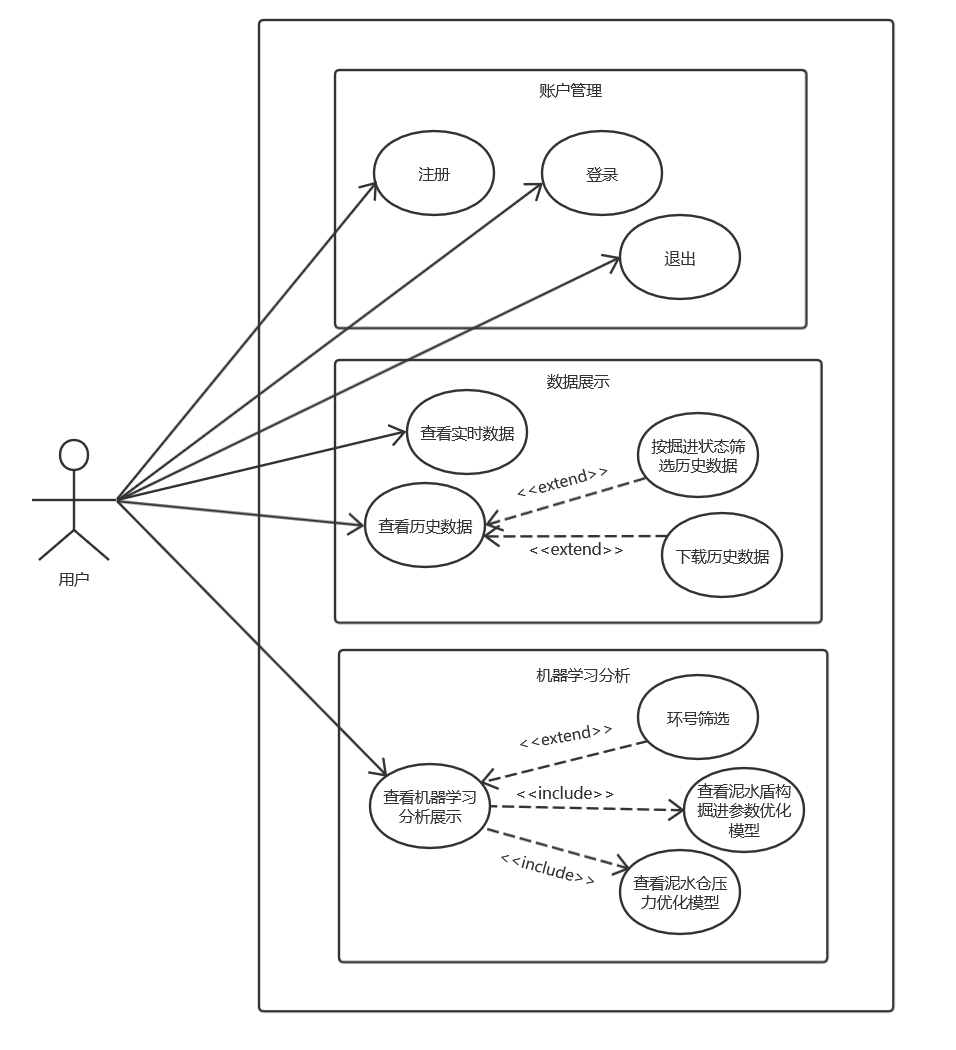 账户管理
注册
登录
退出
数据展示
查看实时数据
按掘进状态筛
选历史数据
<<extend>>
查看历史数据
<<extend>>
下载历史数据
用户
机器学习分析
环号筛选
<<extend>>
查看机器学习
分析展示
<<include>>
查看泥水盾构
掘进参数优化
模型
<<include>>
查看泥水仓压
力优化模型